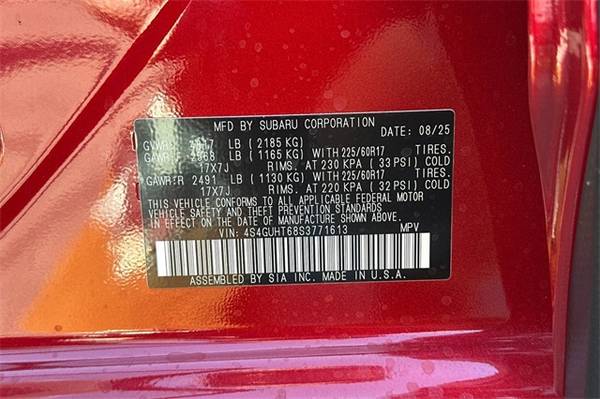 MFD BY SUBARU CORPORATION DATE: 08/25
GVWR: LB (2185 KG)
GAWR F LB (1165 KG) WITH 225/60R17 TIRES.
17X7J RIMS. AT 230 KPA (33 PSI) COLD
GAWR R 2491 LB (1130 KG) WITH 225/60R17 TIRES.
17X7J RIMS. AT 220 KPA (32 PSI) COLD
THIS VEHICLE CONFORMS TO ALL APPLICABLE FEDERAL MOTOR
VEHICLE SAFETY AND THEFT PREVENTION STANDARDS
IN EFFECT ON THE DATE OF MANUFACTURE SHOWN ABOVE.
VIN: 4S4GUHT68S3771613 MPV
ASSEMBLED BY SIA INC. MADE IN U.S.A.